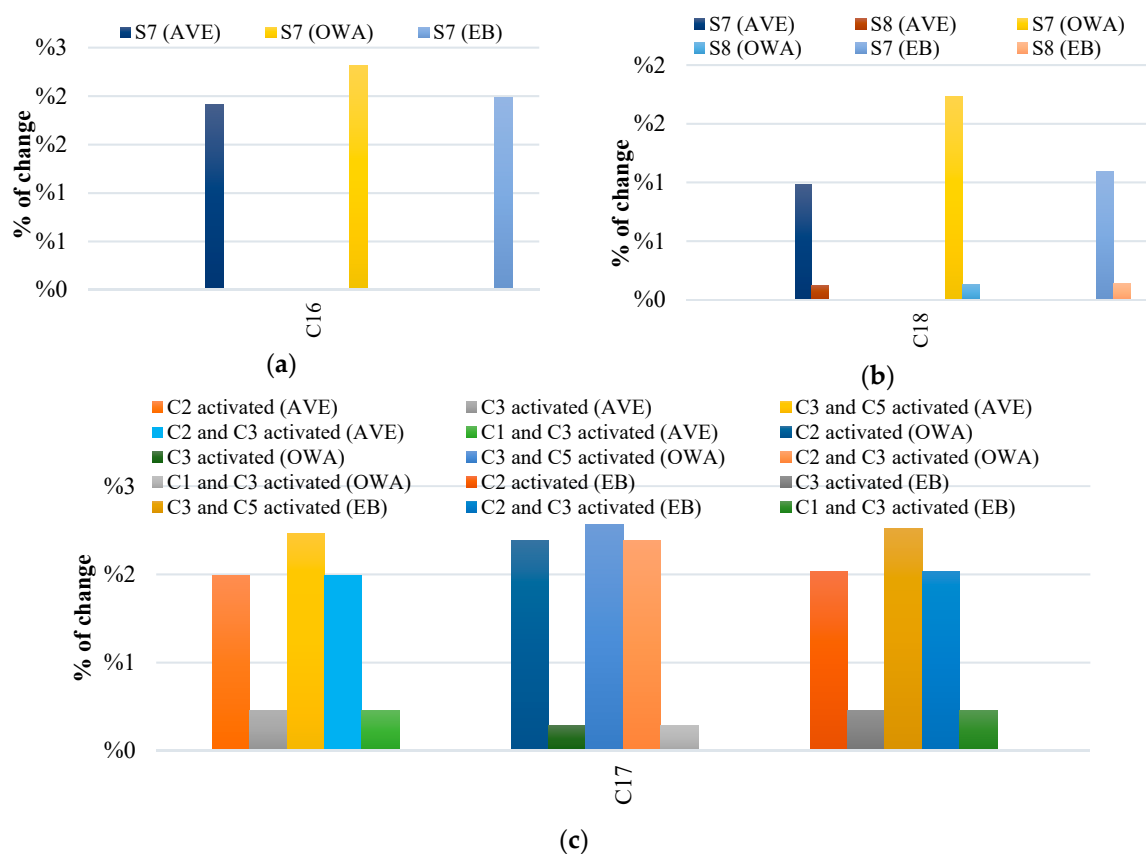 S7 (AVE) S7 (OWA) S7 (EB)
%3
%2
%2
%1
%1
%0
% of change
C16
(a)
S7 (AVE) S8 (AVE) S7 (OWA)
S8 (OWA) S7 (EB) S8 (EB)
%2
%2
%1
%1
%0
% of change
C18
(b)
C2 activated (AVE) C3 activated (AVE) C3 and C5 activated (AVE)
C2 and C3 activated (AVE) C1 and C3 activated (AVE) C2 activated (OWA)
C3 activated (OWA) C3 and C5 activated (OWA) C2 and C3 activated (OWA)
C1 and C3 activated (OWA) C2 activated (EB) C3 activated (EB)
C3 and C5 activated (EB) C2 and C3 activated (EB) C1 and C3 activated (EB)
%3
%2
%1
%0
% of change
C17
(c)